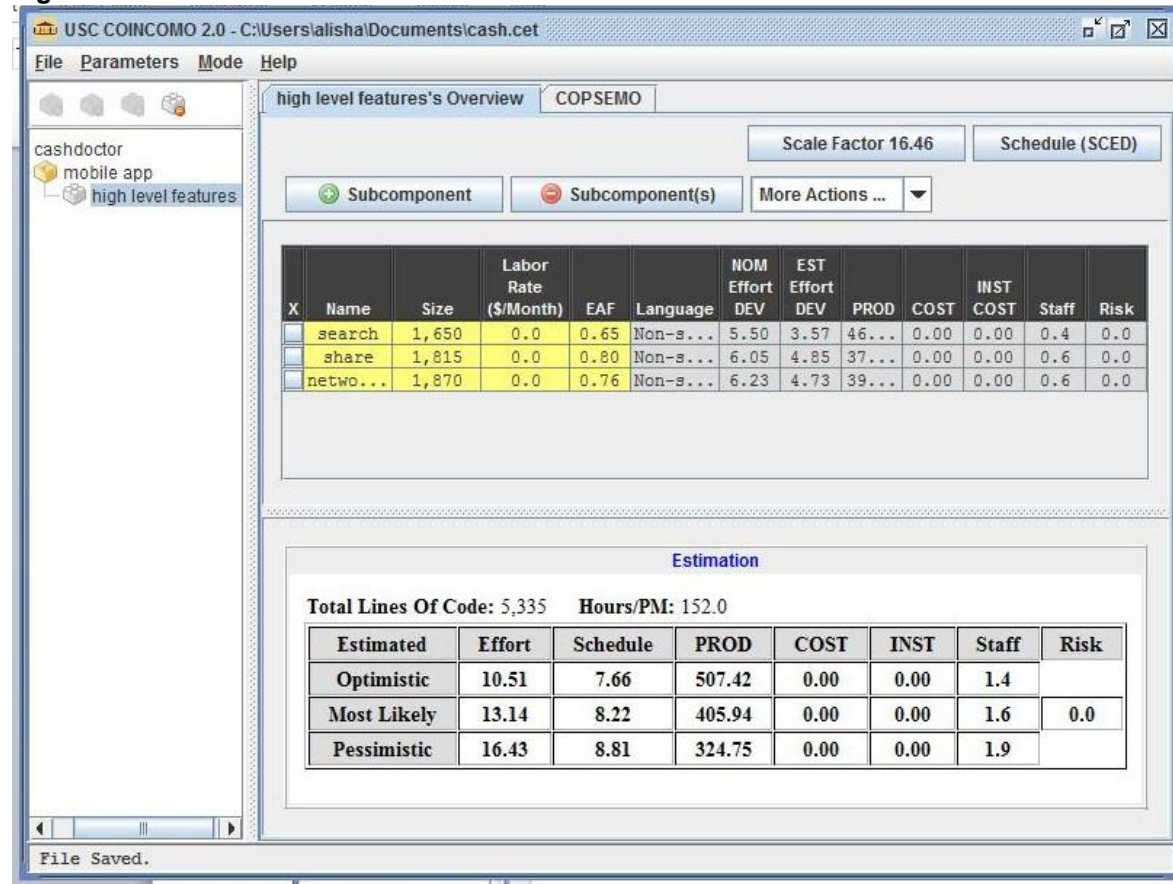 USC COINCOMO 2.0 - C:\Users\alisha\Documents\cash.cet
File Parameters Mode Help
cashdoctor
mobile app
high level features
high level features's Overview COPSEMO
Scale Factor 16.46 Schedule (SCED)
Subcomponent Subcomponent(s) More Actions ...
X Name Size Labor Rate ($/Month) EAF Language NOM Effort DEV EST Effort DEV PROD COST INST COST Staff Risk
search 1,650 0.0 0.65 Non-s... 5.50 3.57 46... 0.00 0.00 0.4 0.0
share 1,815 0.0 0.80 Non-s... 6.05 4.85 37... 0.00 0.00 0.6 0.0
netwo... 1,870 0.0 0.76 Non-s... 6.23 4.73 39... 0.00 0.00 0.6 0.0
Estimation
Total Lines Of Code: 5,335 Hours/PM: 152.0
Estimated Effort Schedule PROD COST INST Staff Risk
Optimistic 10.51 7.66 507.42 0.00 0.00 1.4
Most Likely 13.14 8.22 405.94 0.00 0.00 1.6 0.0
Pessimistic 16.43 8.81 324.75 0.00 0.00 1.9
File Saved.